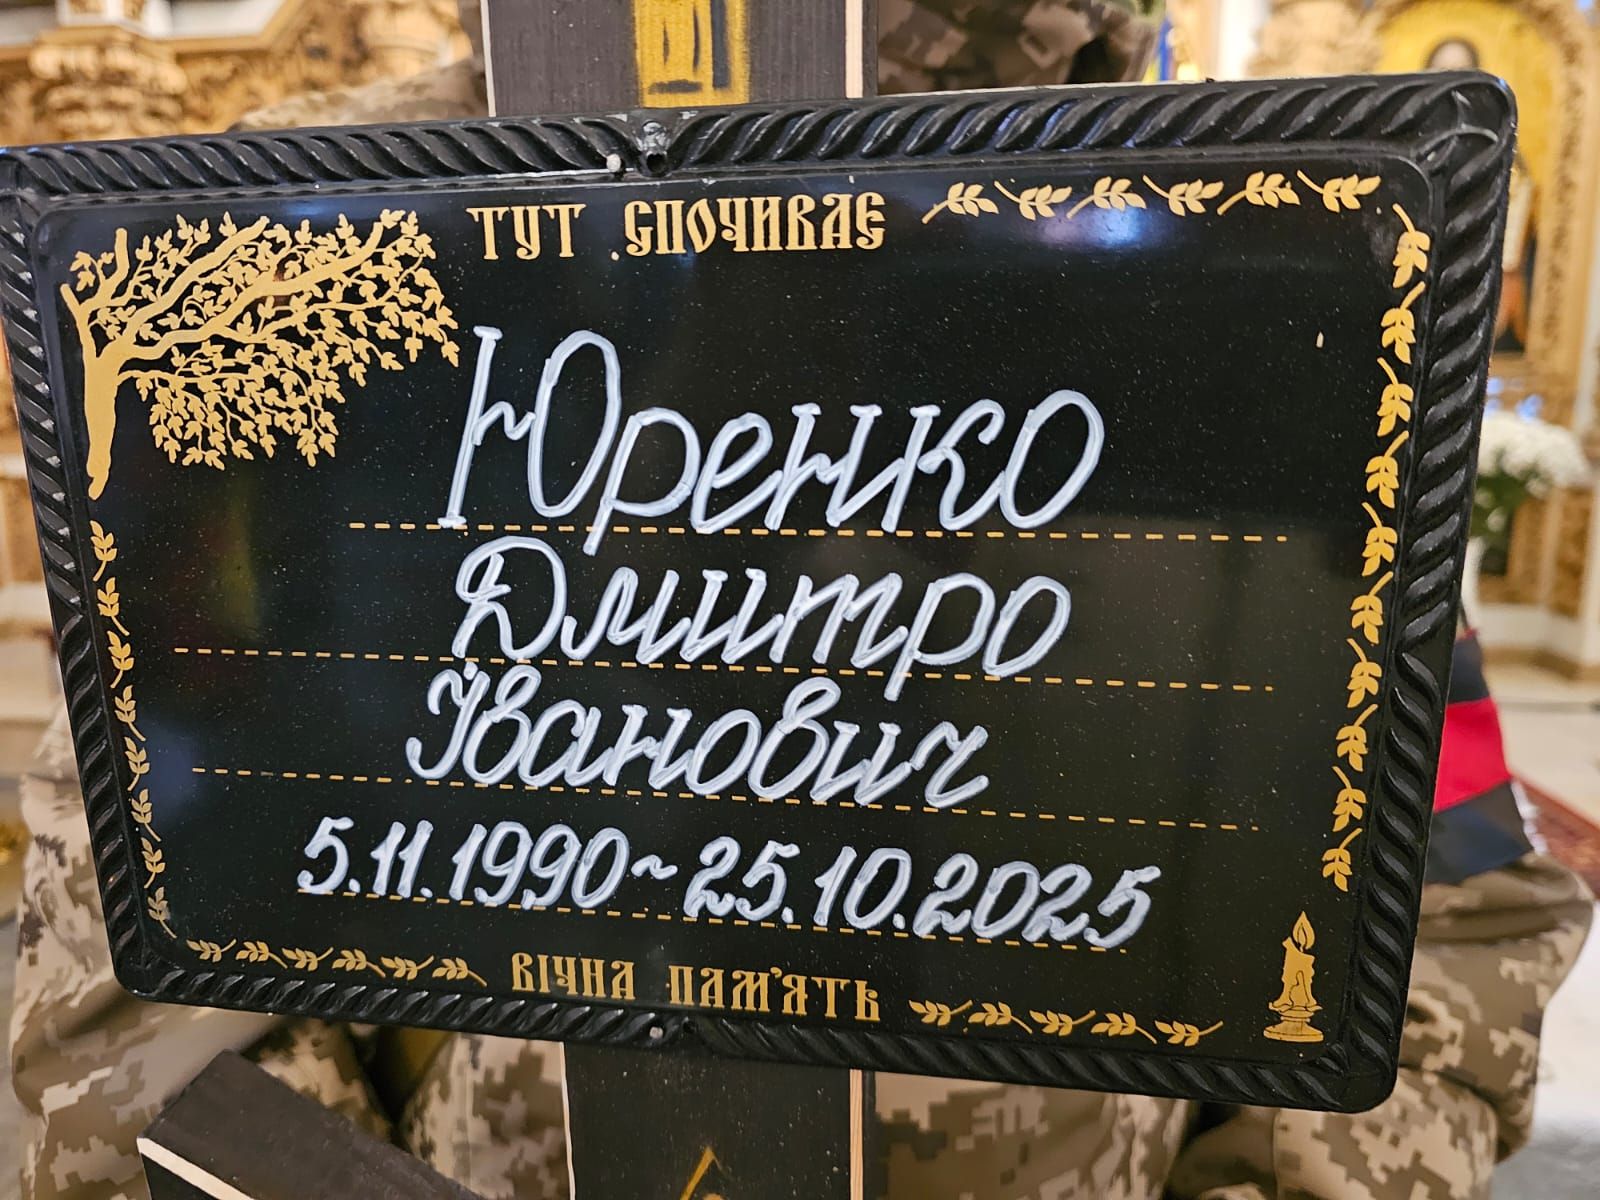 ТУТ СПОЧИВАЄ
Юренко
Дмитро
Іванович
5.11.1990~25.10.2025
ВІЧНА ПАМ'ЯТЬ